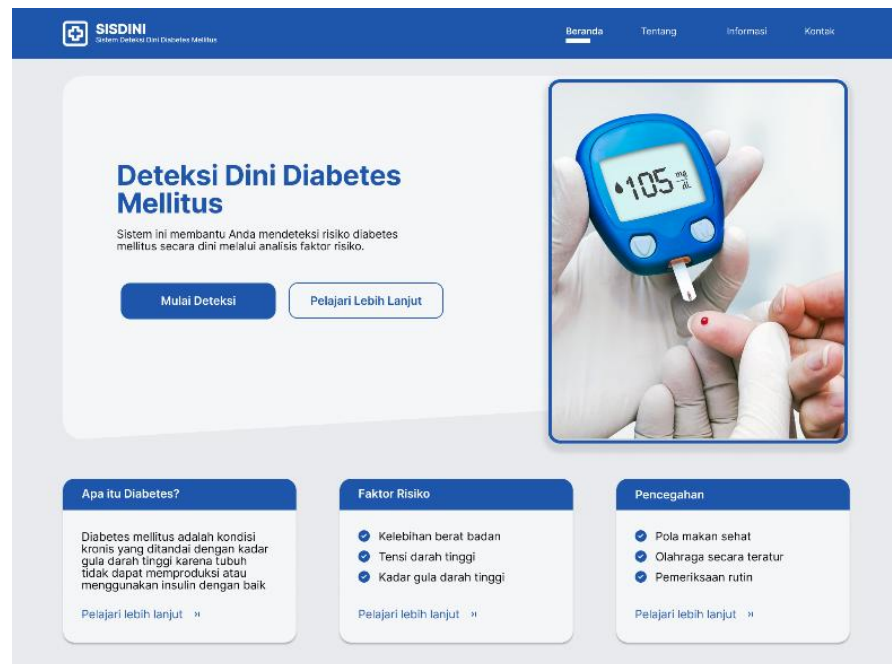 SISDINI
Sistem Deteksi Dini Diabetes Mellitus
Beranda
Tentang
Informasi
Kontak
Deteksi Dini Diabetes
Mellitus
Sistem ini membantu Anda mendeteksi risiko diabetes
mellitus secara dini melalui analisis faktor risiko.
Mulai Deteksi
Pelajari Lebih Lanjut
105 mg/dL
Apa itu Diabetes?
Diabetes mellitus adalah kondisi
kronis yang ditandai dengan kadar
gula darah tinggi karena tubuh
tidak dapat memproduksi atau
menggunakan insulin dengan baik
Pelajari lebih lanjut
Faktor Risiko
Kelebihan berat badan
Tensi darah tinggi
Kadar gula darah tinggi
Pelajari lebih lanjut
Pencegahan
Pola makan sehat
Olahraga secara teratur
Pemeriksaan rutin
Pelajari lebih lanjut